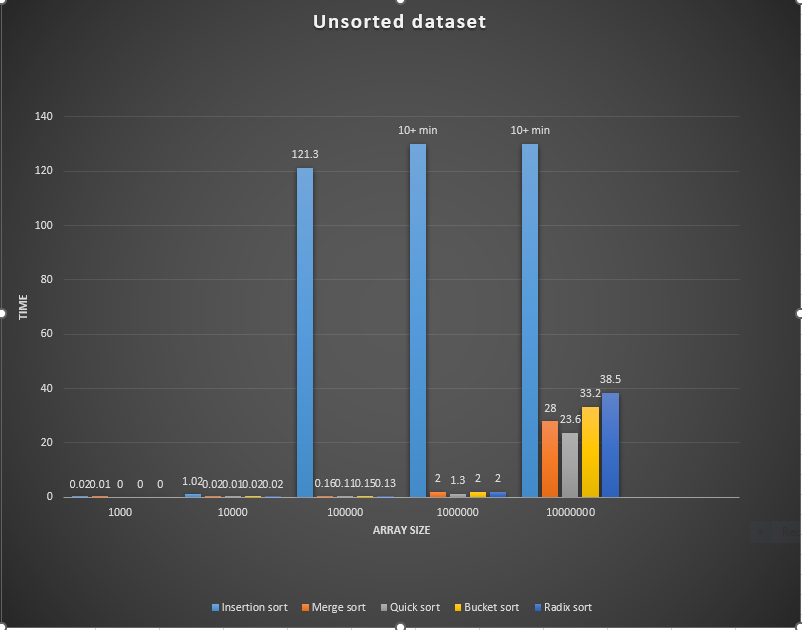 Unsorted dataset
140
120
100
80
60
40
20
0
TIME
0.02 0.01 0 0 0
1.02 0.02 0.01 0.02 0.02
121.3 0.16 0.11 0.15 0.13
10+ min 2 1.3 2 2
10+ min 28 23.6 33.2 38.5
1000 10000 100000 1000000 10000000
ARRAY SIZE
Insertion sort Merge sort Quick sort Bucket sort Radix sort